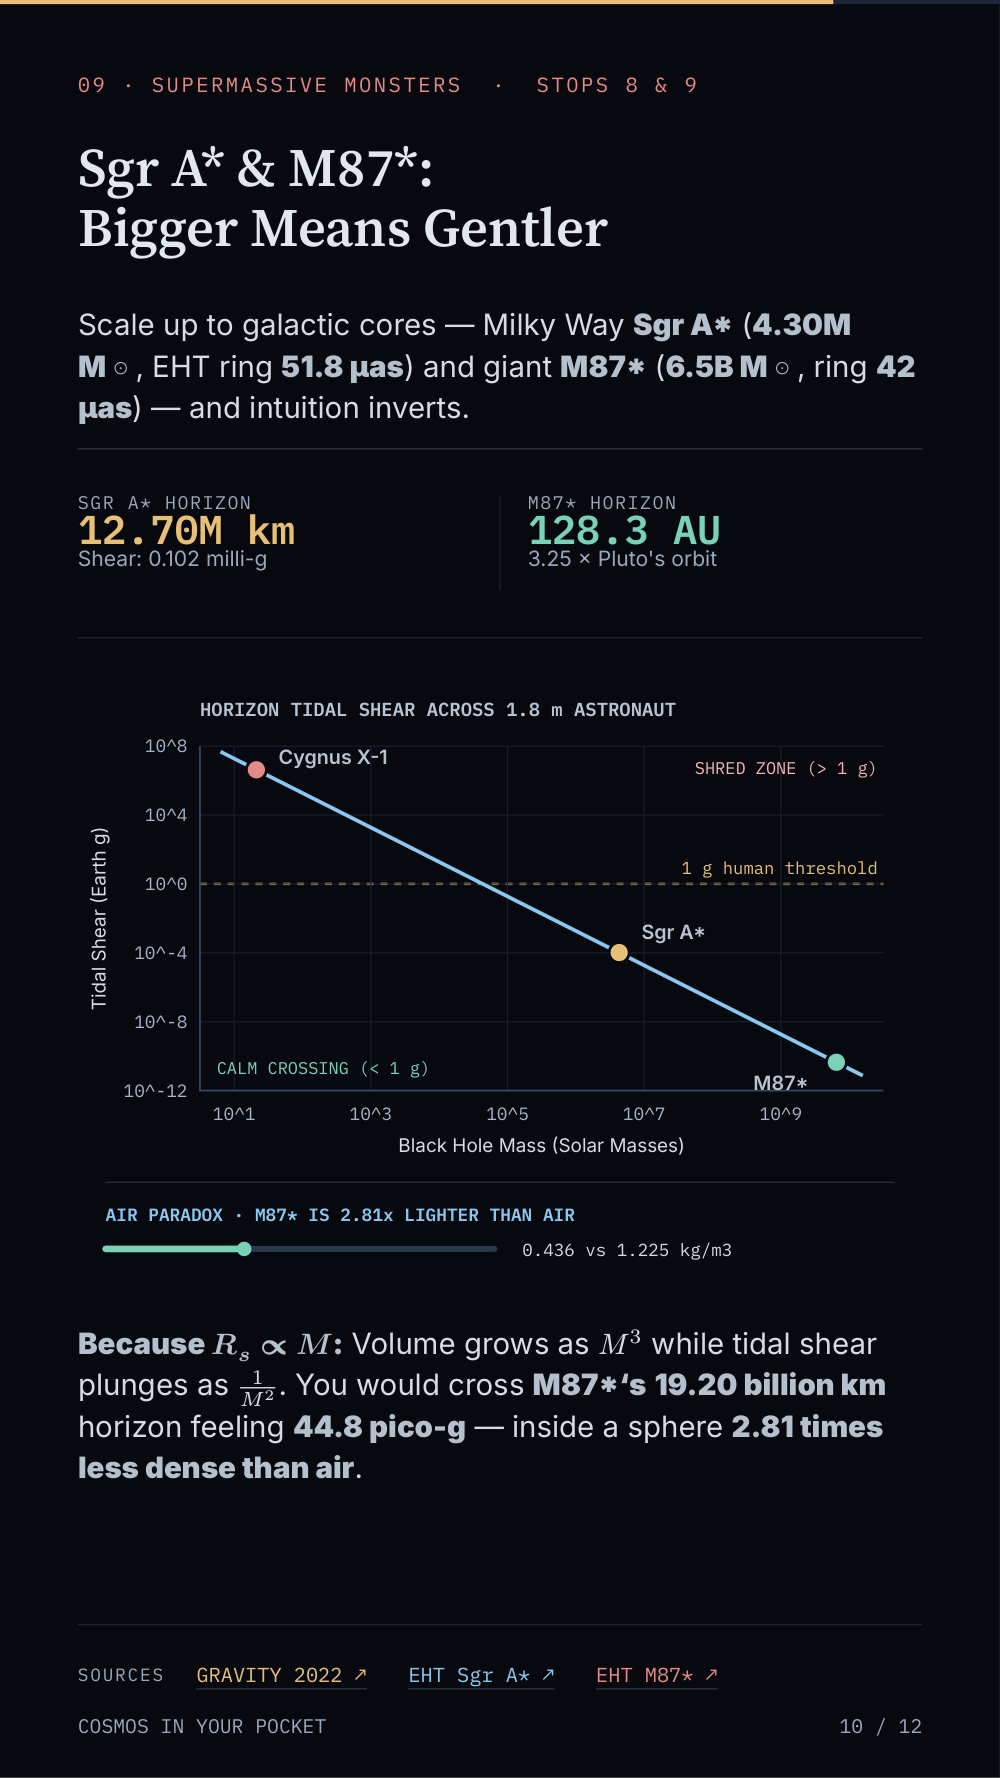 09 · SUPERMASSIVE MONSTERS · STOPS 8 & 9
Sgr A* & M87*:
Bigger Means Gentler
Scale up to galactic cores — Milky Way Sgr A* (4.30M
M ☉, EHT ring 51.8 µas) and giant M87* (6.5B M ☉, ring 42
µas) — and intuition inverts.
SGR A* HORIZON
12.70M km
Shear: 0.102 milli-g
M87* HORIZON
128.3 AU
3.25 × Pluto's orbit
HORIZON TIDAL SHEAR ACROSS 1.8 m ASTRONAUT
10^8
10^4
10^0
10^-4
10^-8
10^-12
Tidal Shear (Earth g)
Cygnus X-1
SHRED ZONE (> 1 g)
1 g human threshold
Sgr A*
CALM CROSSING (< 1 g)
M87*
10^1 10^3 10^5 10^7 10^9
Black Hole Mass (Solar Masses)
AIR PARADOX · M87* IS 2.81x LIGHTER THAN AIR
0.436 vs 1.225 kg/m3
Because R_s ∝ M: Volume grows as M³ while tidal shear
plunges as 1/M². You would cross M87*‘s 19.20 billion km
horizon feeling 44.8 pico-g — inside a sphere 2.81 times
less dense than air.
SOURCES GRAVITY 2022 ↗ EHT Sgr A* ↗ EHT M87* ↗
COSMOS IN YOUR POCKET 10 / 12